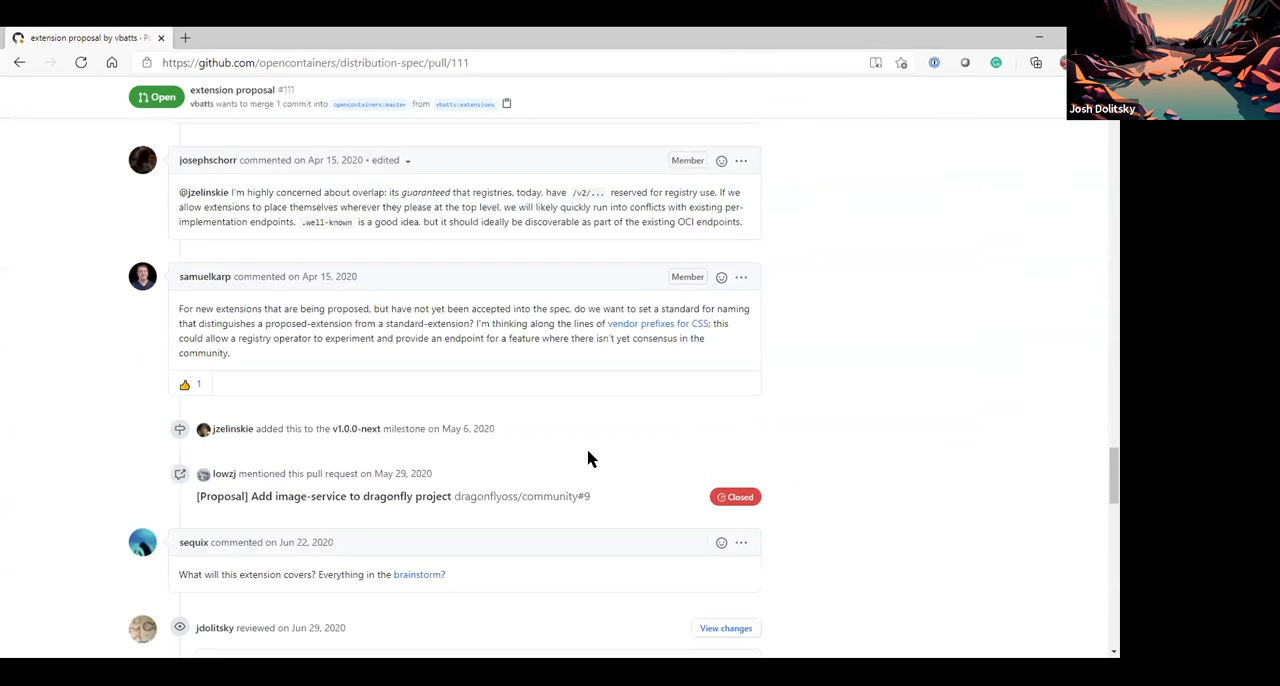 extension proposal by vbatts · P
https://github.com/opencontainers/distribution-spec/pull/111
Josh Dolitsky
Open
extension proposal #111
vbatts wants to merge 1 commit into opencontainers:master from vbatts:extensions
josephschorr commented on Apr 15, 2020 • edited
Member
@jzelinskie I'm highly concerned about overlap: its guaranteed that registries, today, have /v2/... reserved for registry use. If we
allow extensions to place themselves wherever they please at the top level, we will likely quickly run into conflicts with existing per-
implementation endpoints. .well-known is a good idea, but it should ideally be discoverable as part of the existing OCI endpoints.
samuelkarp commented on Apr 15, 2020
Member
For new extensions that are being proposed, but have not yet been accepted into the spec, do we want to set a standard for naming
that distinguishes a proposed-extension from a standard-extension? I'm thinking along the lines of vendor prefixes for CSS; this
could allow a registry operator to experiment and provide an endpoint for a feature where there isn't yet consensus in the
community.
1
jzelinskie added this to the v1.0.0-next milestone on May 6, 2020
lowzj mentioned this pull request on May 29, 2020
[Proposal] Add image-service to dragonfly project dragonflyoss/community#9
Closed
sequix commented on Jun 22, 2020
What will this extension covers? Everything in the brainstorm?
jdolitsky reviewed on Jun 29, 2020
View changes